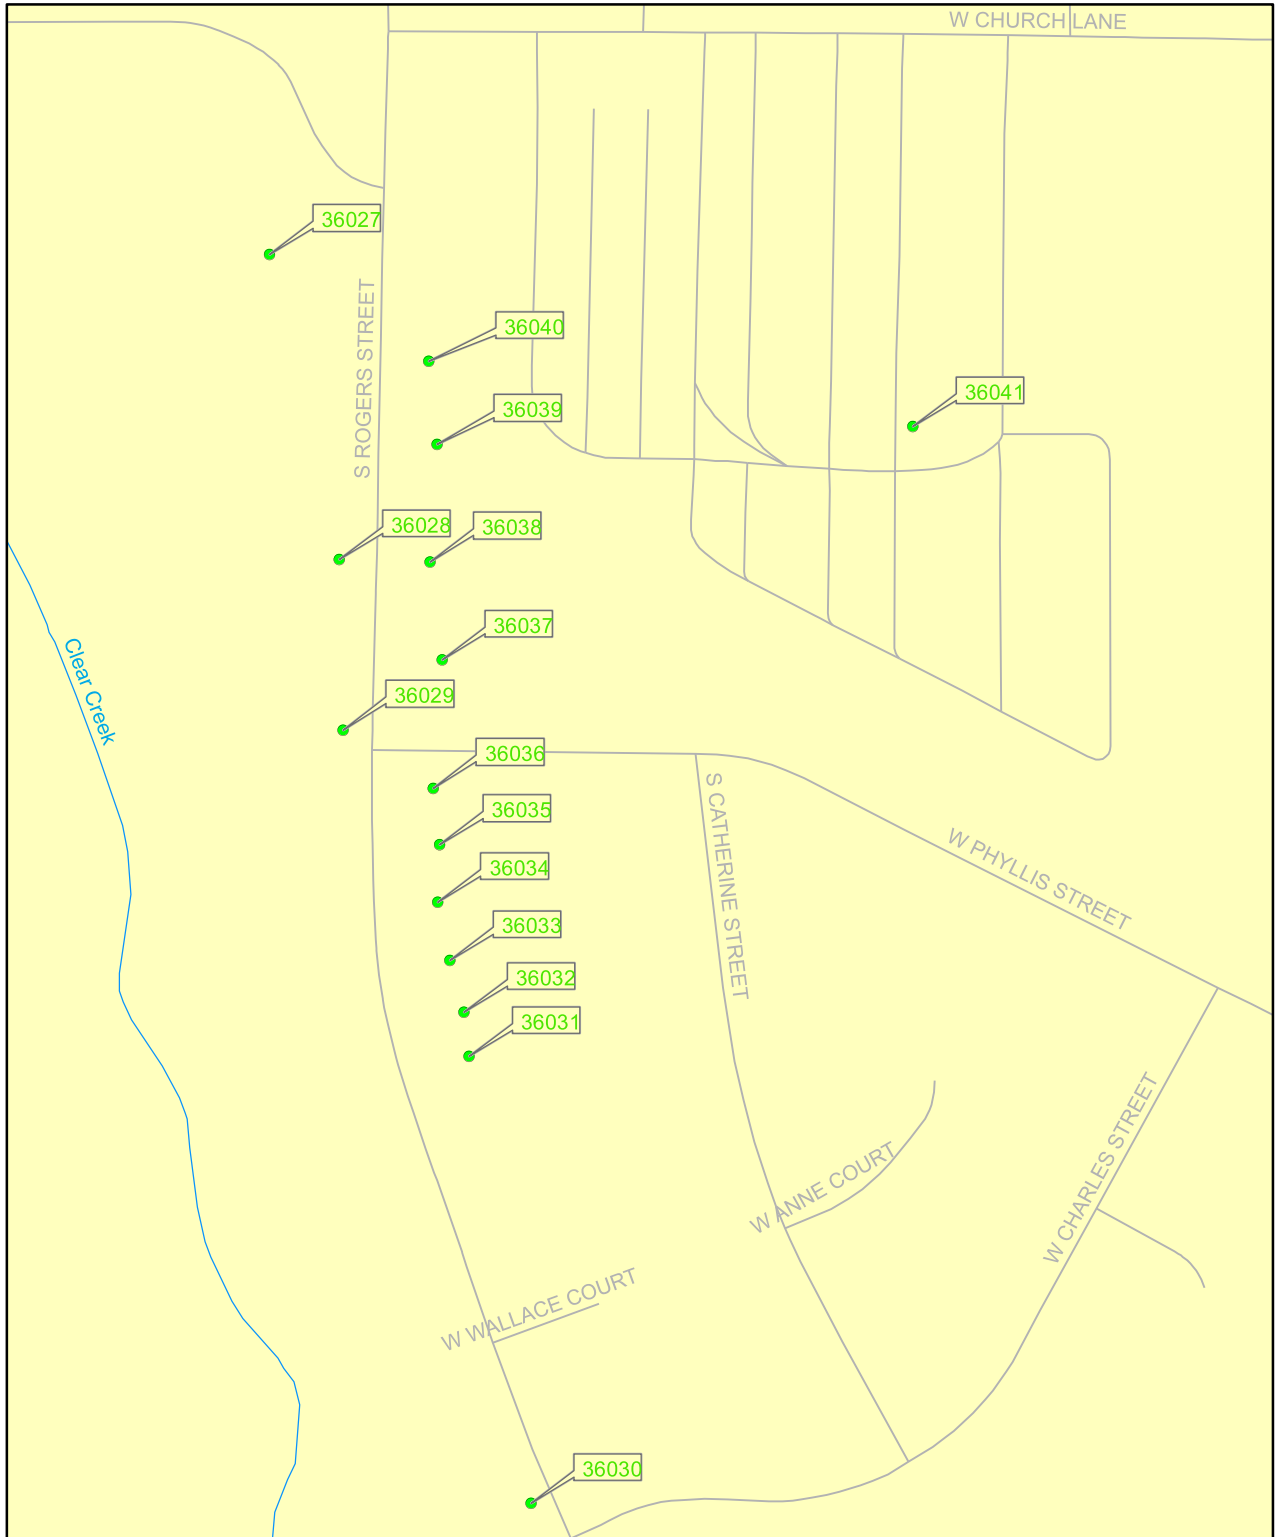 W CHURCH LANE
36027
S ROGERS STREET
36040
36041
36039
36028
36038
36037
Clear Creek
36029
36036
S CATHERINE STREET
36035
W PHYLLIS STREET
36034
36033
36032
36031
W CHARLES STREET
W ANNE COURT
W WALLACE COURT
36030